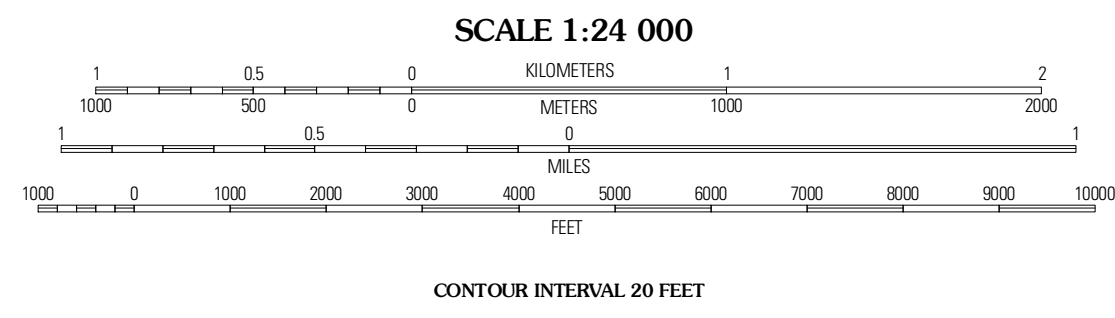 SCALE 1:24 000
1 0.5 0 KILOMETERS 1 2
1000 500 0 METERS 1000 2000
1 0.5 0 1
MILES
1000 0 1000 2000 3000 4000 5000 6000 7000 8000 9000 10000
FEET
CONTOUR INTERVAL 20 FEET